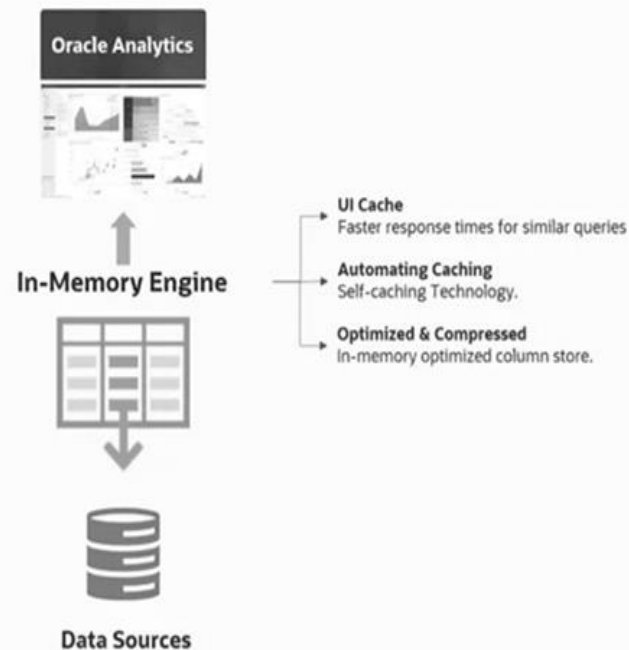 Oracle Analytics
In-Memory Engine
UI Cache
Faster response times for similar queries
Automating Caching
Self-caching Technology.
Optimized & Compressed
In-memory optimized column store.
Data Sources